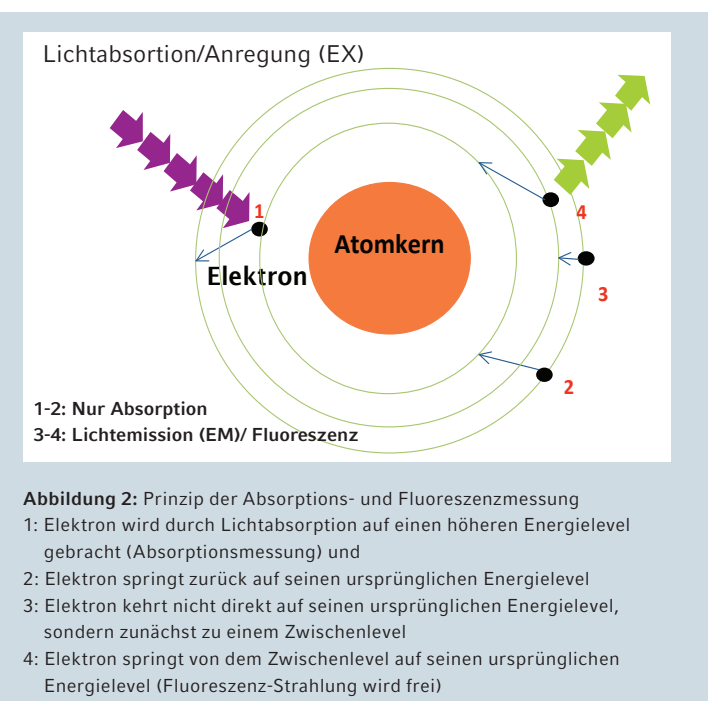 Lichtabsortion/Anregung (EX)
1
4
Atomkern
Elektron
3
2
1-2: Nur Absorption
3-4: Lichtemission (EM)/ Fluoreszenz
Abbildung 2: Prinzip der Absorptions- und Fluoreszenzmessung
1: Elektron wird durch Lichtabsorption auf einen höheren Energielevel
gebracht (Absorptionsmessung) und
2: Elektron springt zurück auf seinen ursprünglichen Energielevel
3: Elektron kehrt nicht direkt auf seinen ursprünglichen Energielevel,
sondern zunächst zu einem Zwischenlevel
4: Elektron springt von dem Zwischenlevel auf seinen ursprünglichen
Energielevel (Fluoreszenz-Strahlung wird frei)